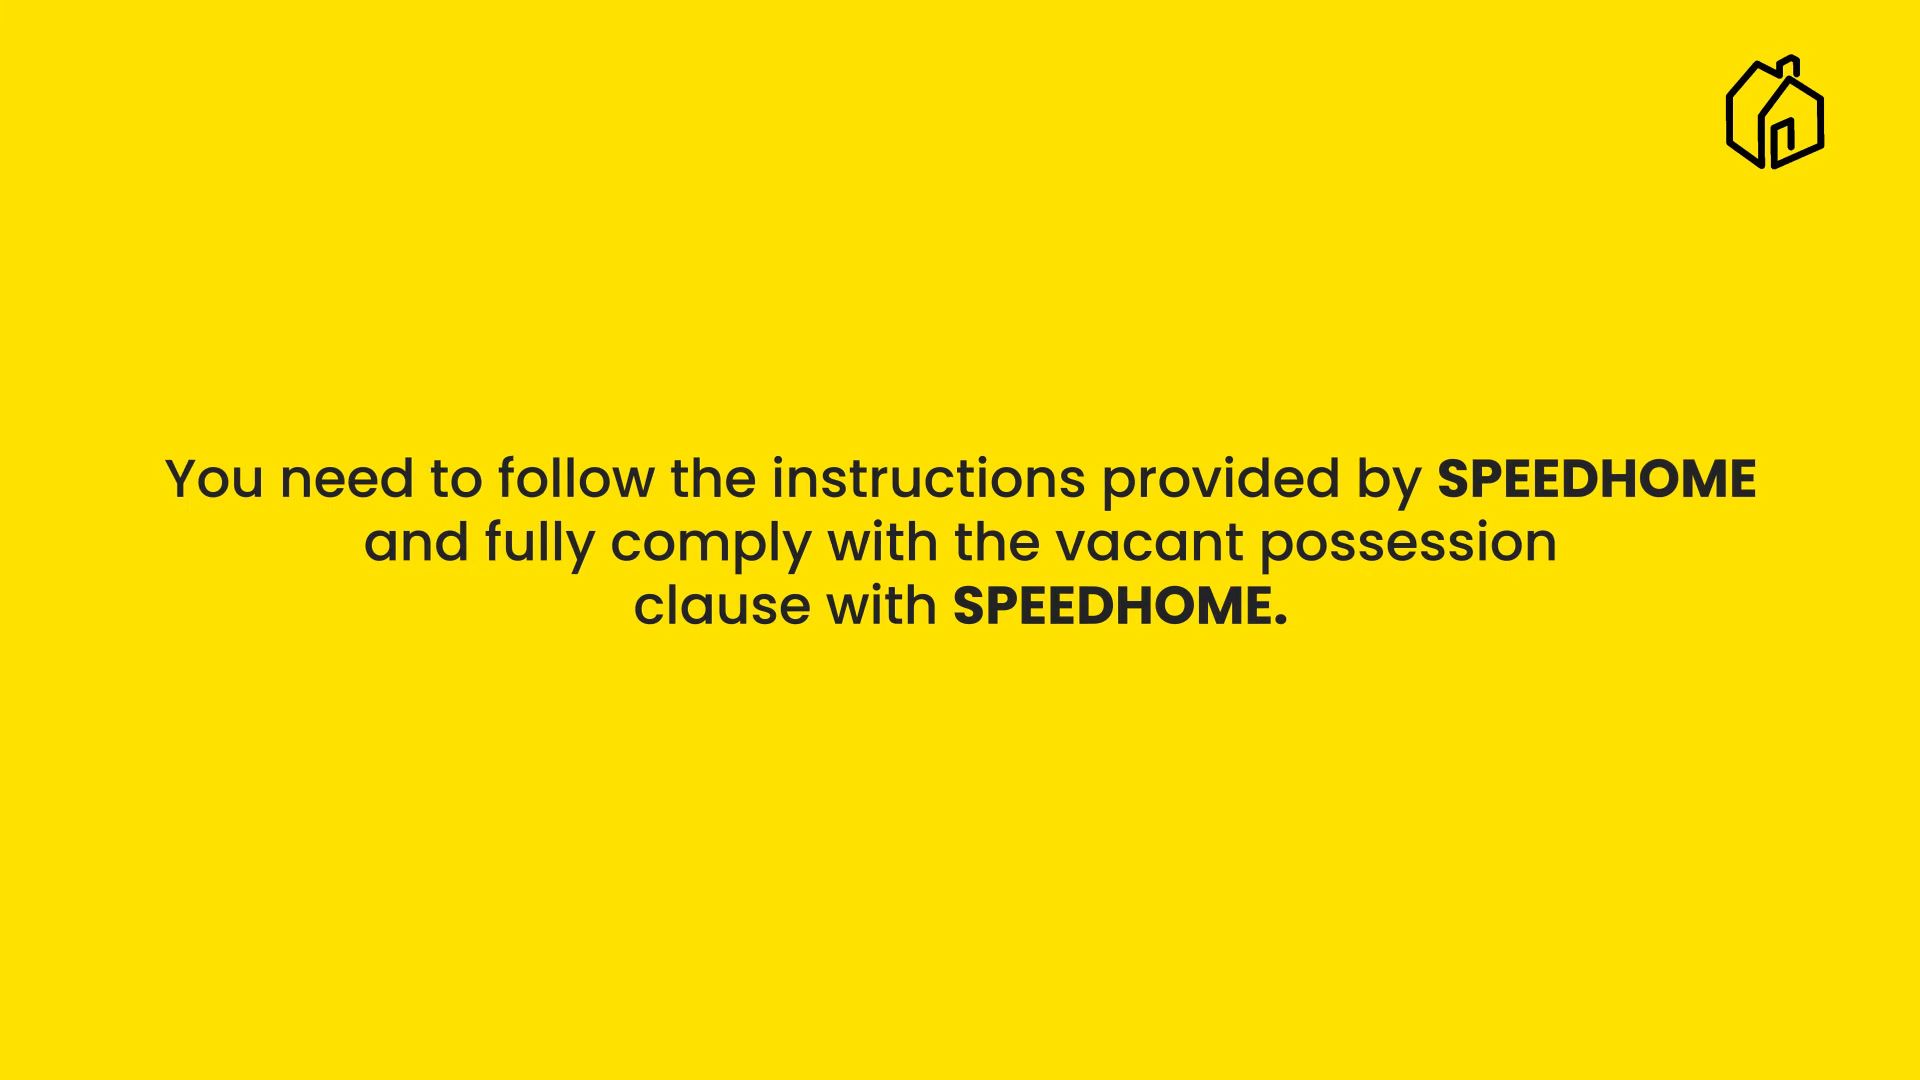 You need to follow the instructions provided by SPEEDHOME
and fully comply with the vacant possession
clause with SPEEDHOME.